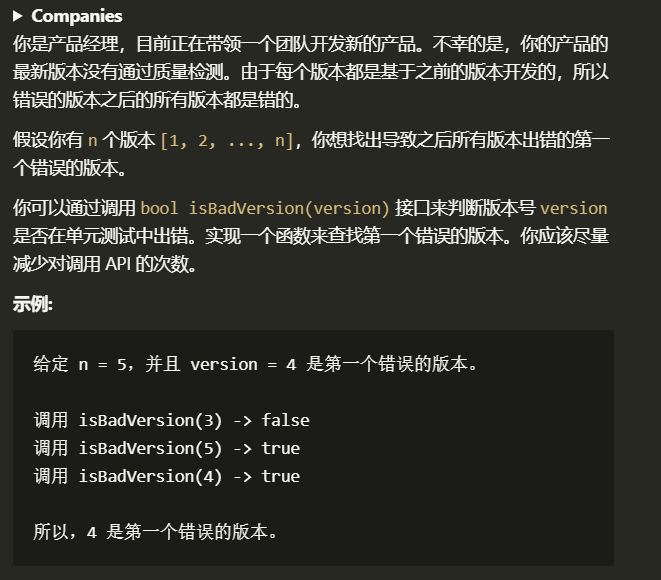 Companies
你是产品经理，目前正在带领一个团队开发新的产品。不幸的是，你的产品的
最新版本没有通过质量检测。由于每个版本都是基于之前的版本开发的，所以
错误的版本之后的所有版本都是错的。
假设你有 n 个版本 [1, 2, ..., n]，你想找出导致之后所有版本出错的第一
个错误的版本。
你可以通过调用 bool isBadVersion(version) 接口来判断版本号 version
是否在单元测试中出错。实现一个函数来查找第一个错误的版本。你应该尽量
减少对调用 API 的次数。
示例:
给定 n = 5，并且 version = 4 是第一个错误的版本。
调用 isBadVersion(3) -> false
调用 isBadVersion(5) -> true
调用 isBadVersion(4) -> true
所以，4 是第一个错误的版本。